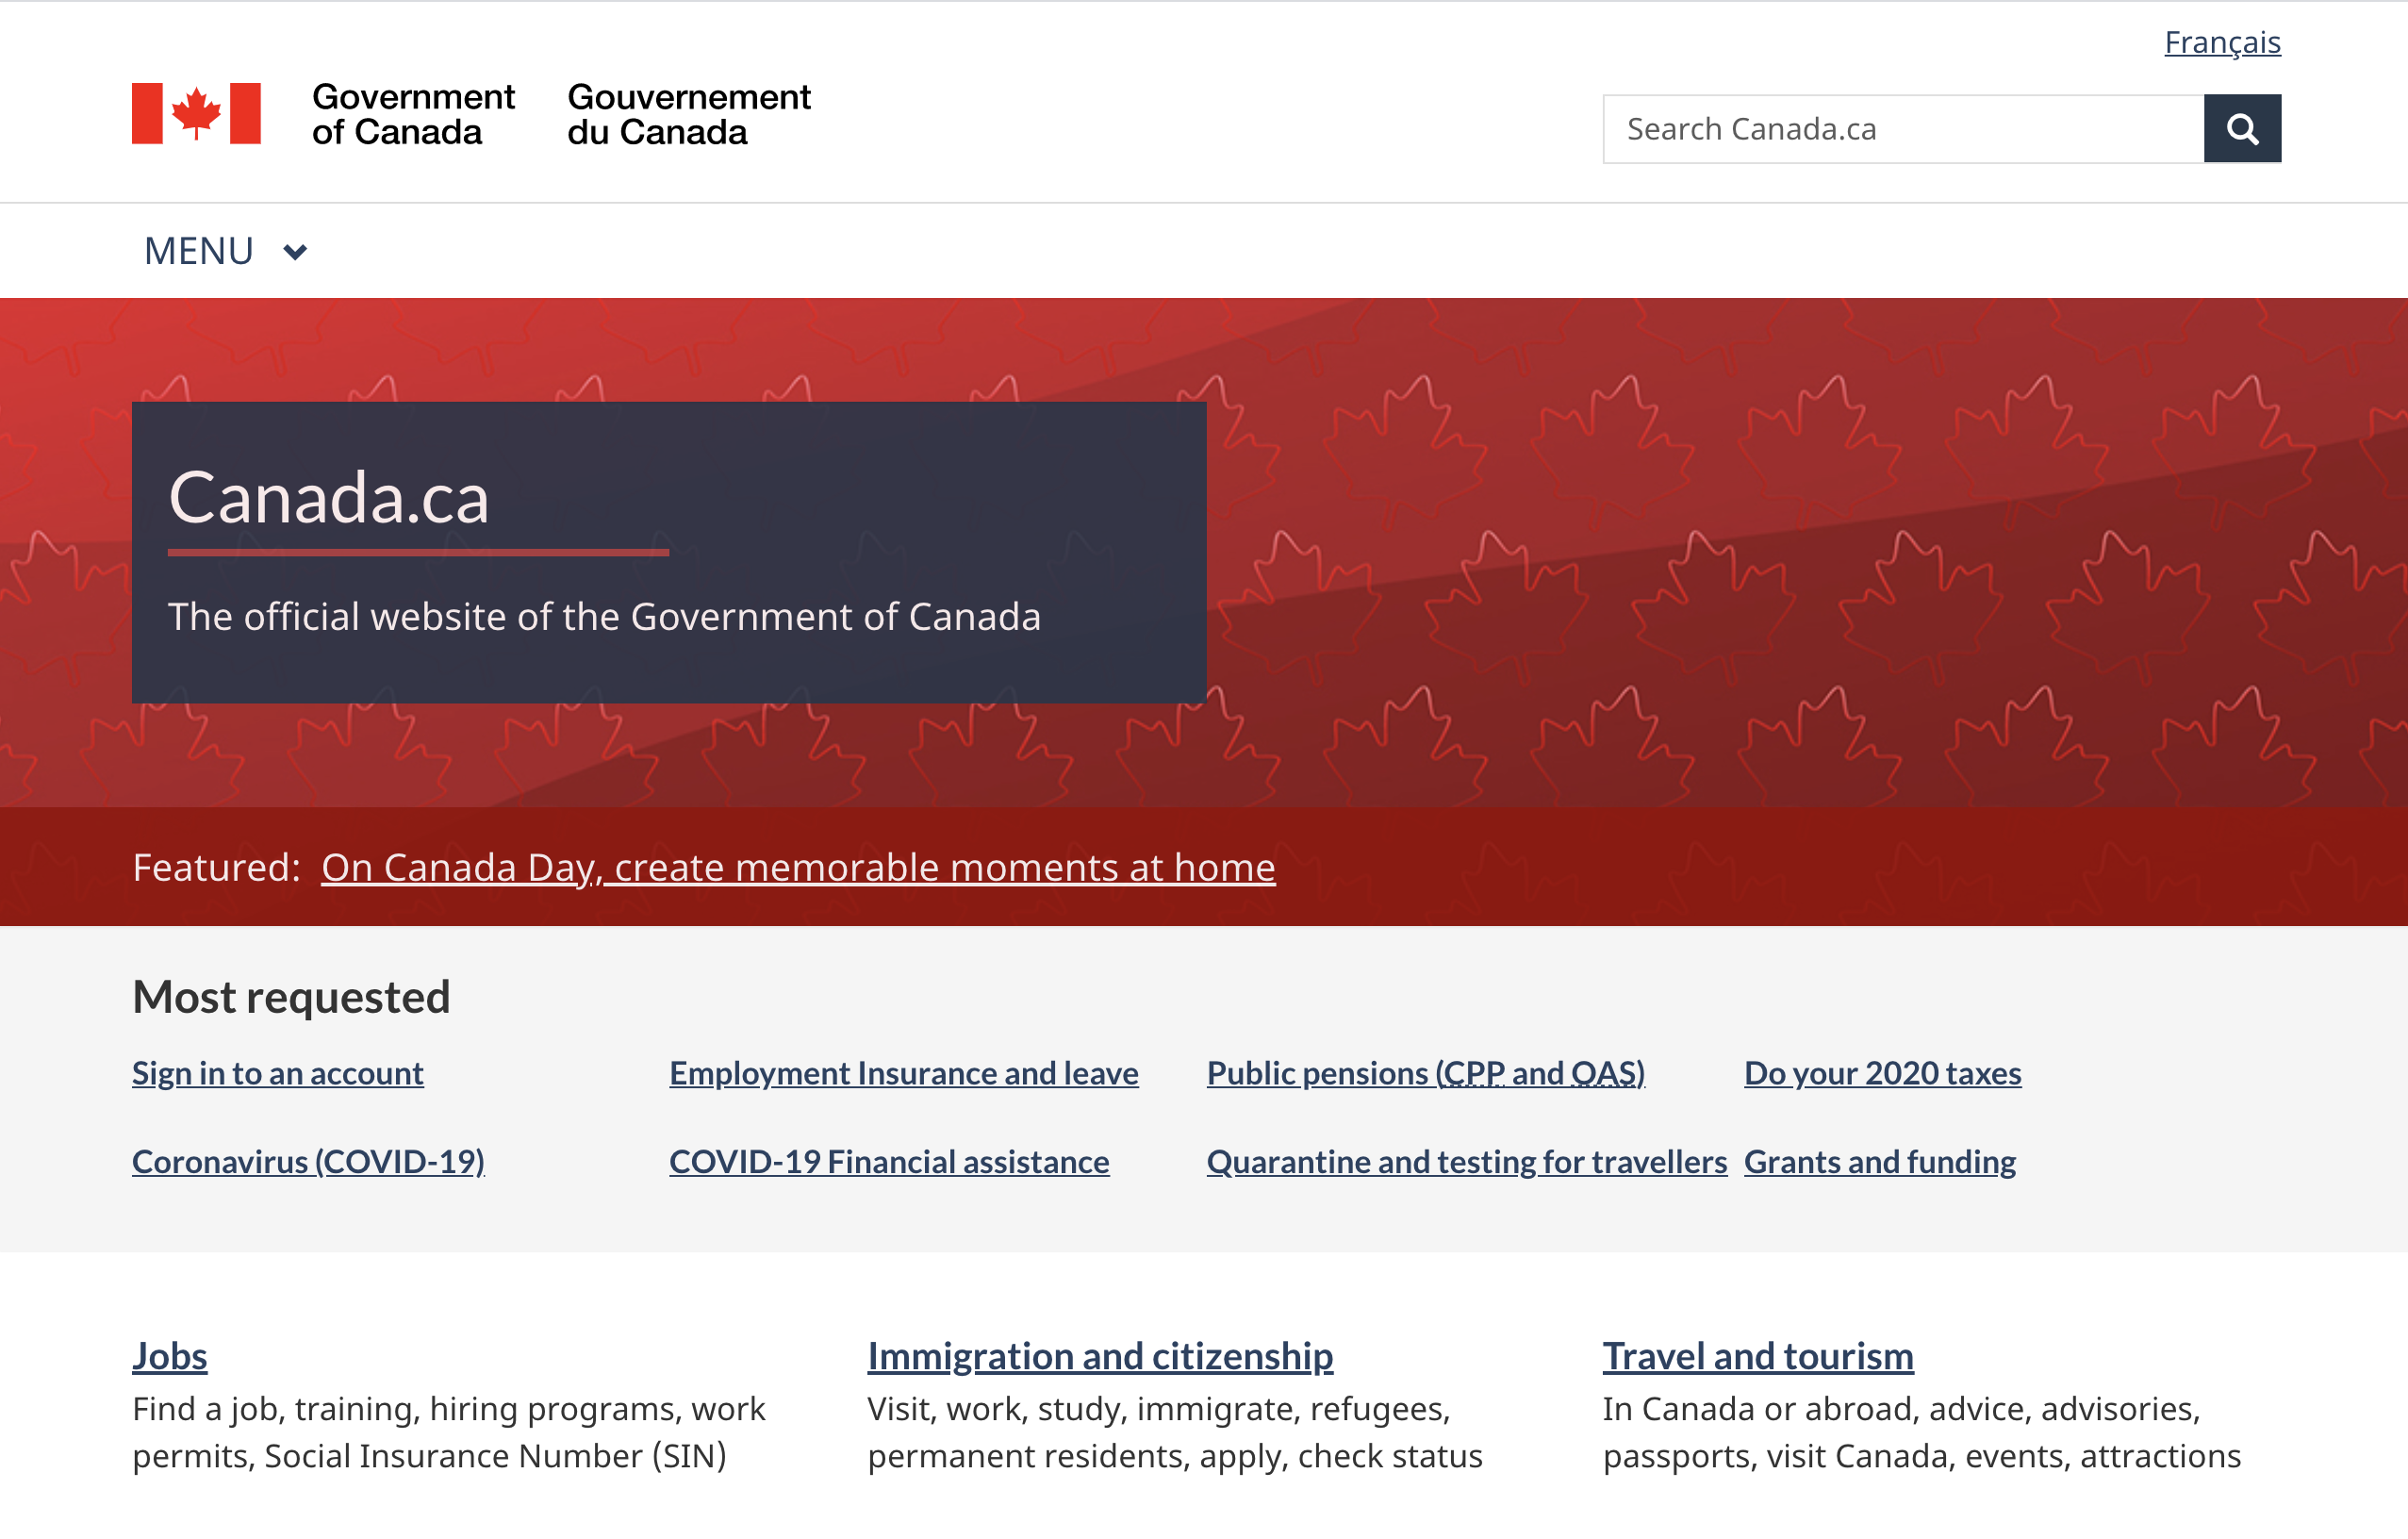 Français
Government of Canada
Gouvernement du Canada
Search Canada.ca
MENU
Canada.ca
The official website of the Government of Canada
Featured: On Canada Day, create memorable moments at home
Most requested
Sign in to an account
Employment Insurance and leave
Public pensions (CPP and OAS)
Do your 2020 taxes
Coronavirus (COVID-19)
COVID-19 Financial assistance
Quarantine and testing for travellers
Grants and funding
Jobs
Find a job, training, hiring programs, work
permits, Social Insurance Number (SIN)
Immigration and citizenship
Visit, work, study, immigrate, refugees,
permanent residents, apply, check status
Travel and tourism
In Canada or abroad, advice, advisories,
passports, visit Canada, events, attractions